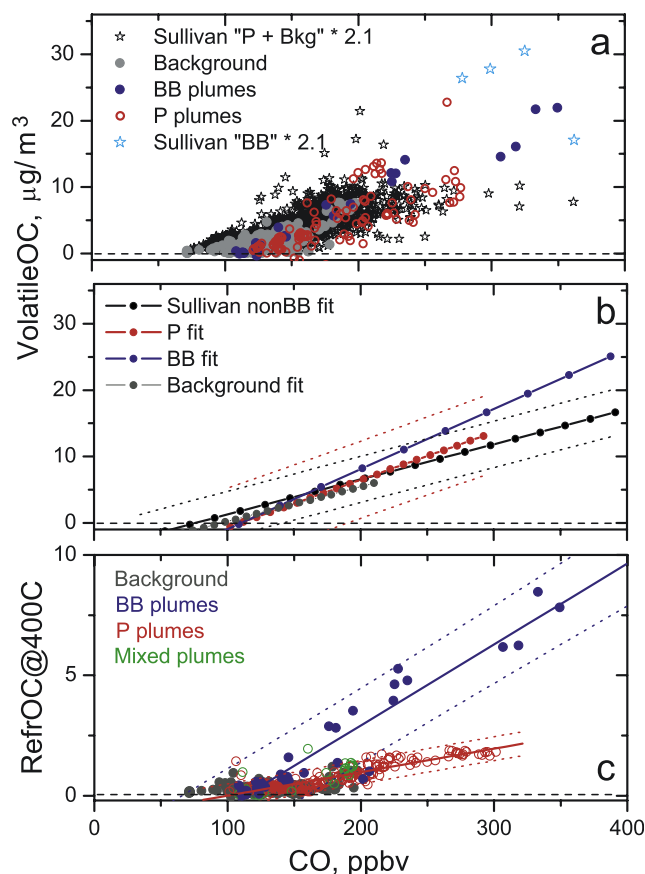 a
Sullivan "P + Bkg" * 2.1
Background
BB plumes
P plumes
Sullivan "BB" * 2.1
30
20
10
0
VolatileOC, μg/m³
b
Sullivan nonBB fit
P fit
BB fit
Background fit
30
20
10
0
10
5
0
RefrOC@400C
Background
BB plumes
P plumes
Mixed plumes
c
0 100 200 300 400
CO, ppbv